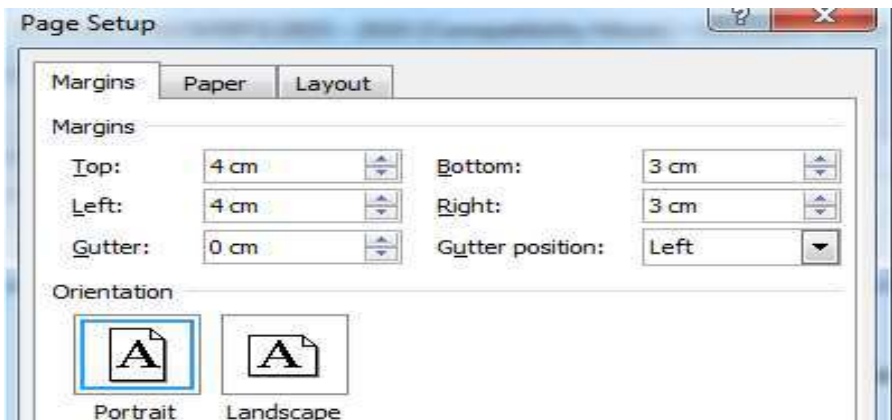 Page Setup
Margins Paper Layout
Margins
Top: 4 cm Bottom: 3 cm
Left: 4 cm Right: 3 cm
Gutter: 0 cm Gutter position: Left
Orientation
A A
Portrait Landscape